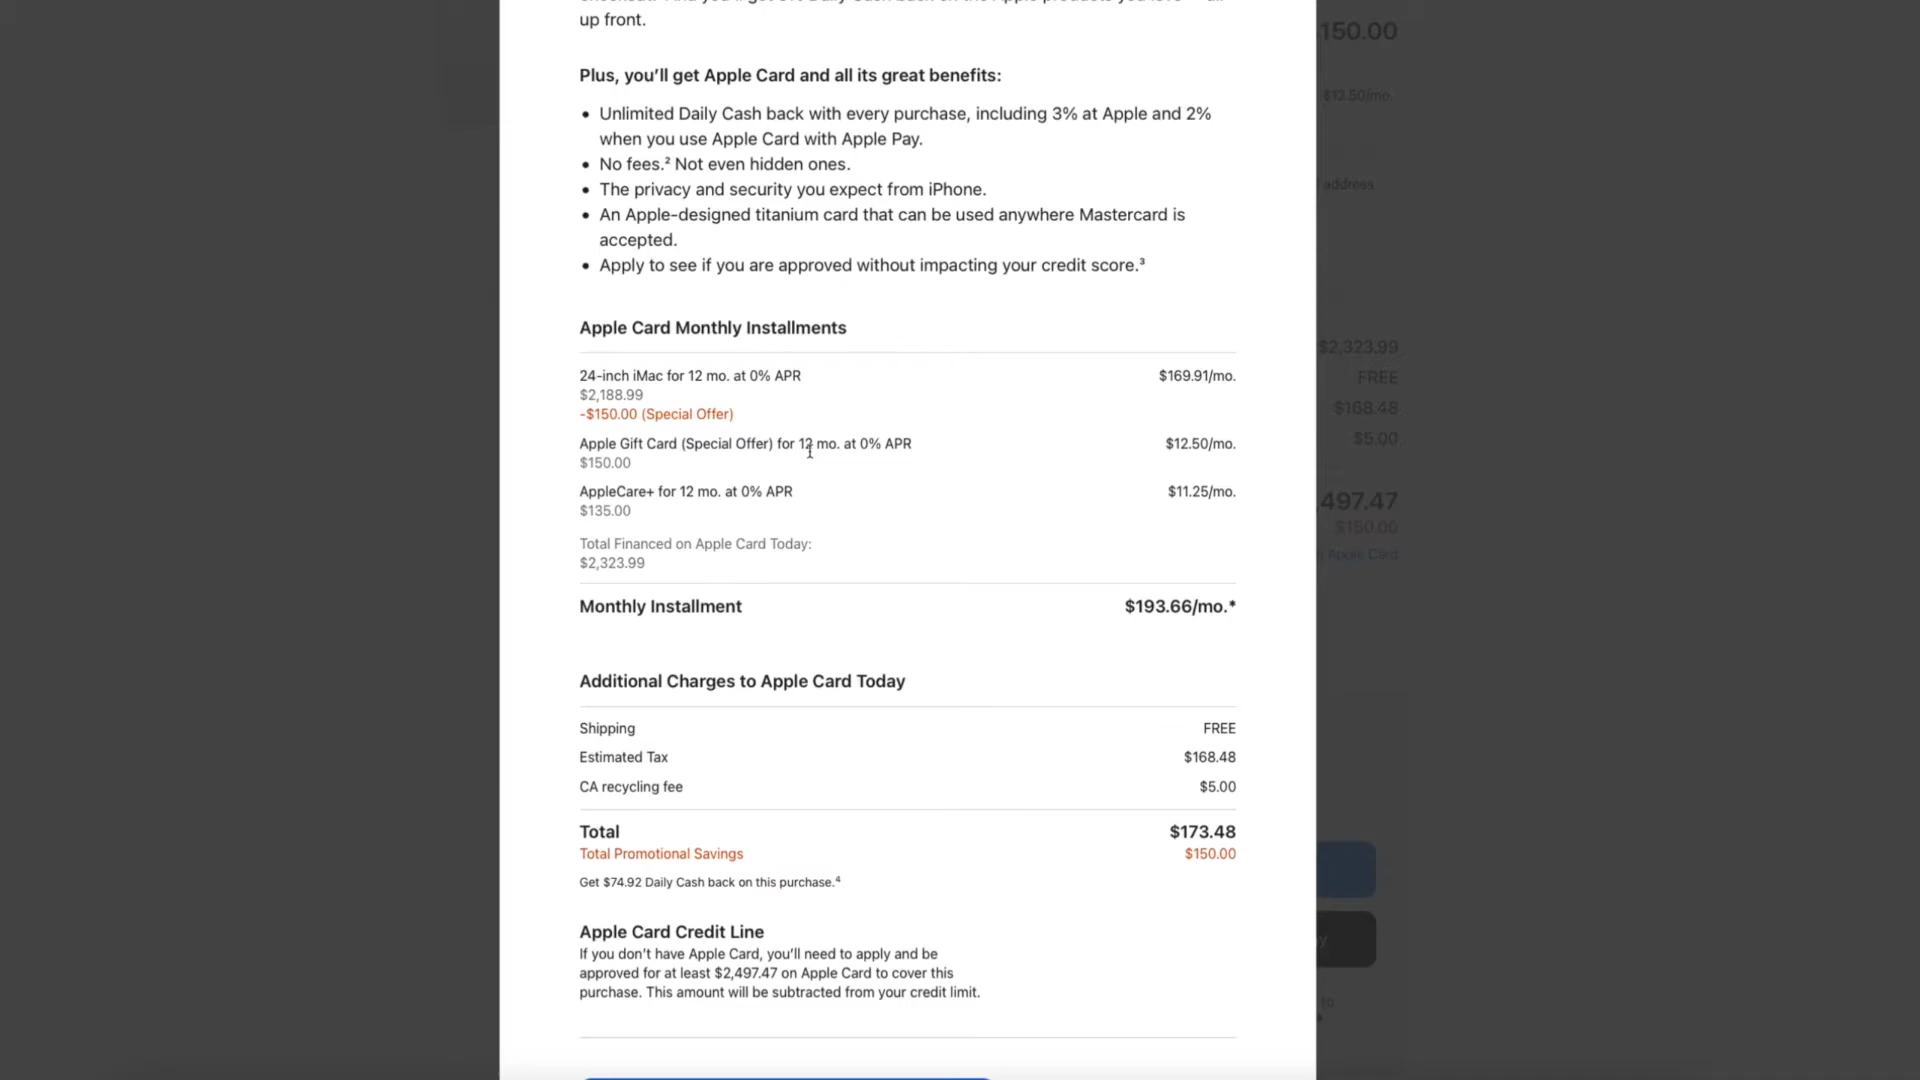 up front.
150.00
Plus, you'll get Apple Card and all its great benefits:
$12.50/mo.
• Unlimited Daily Cash back with every purchase, including 3% at Apple and 2%
when you use Apple Card with Apple Pay.
• No fees.² Not even hidden ones.
• The privacy and security you expect from iPhone.
address
• An Apple-designed titanium card that can be used anywhere Mastercard is
accepted.
• Apply to see if you are approved without impacting your credit score.³
Apple Card Monthly Installments
$2,323.99
24-inch iMac for 12 mo. at 0% APR $169.91/mo.
FREE
$2,188.99
-$150.00 (Special Offer)
$168.48
Apple Gift Card (Special Offer) for 12 mo. at 0% APR $12.50/mo.
$5.00
$150.00
AppleCare+ for 12 mo. at 0% APR $11.25/mo.
,497.47
$135.00
$150.00
Total Financed on Apple Card Today:
Apple Card
$2,323.99
Monthly Installment $193.66/mo.*
Additional Charges to Apple Card Today
Shipping FREE
Estimated Tax $168.48
CA recycling fee $5.00
Total $173.48
Total Promotional Savings $150.00
Get $74.92 Daily Cash back on this purchase.⁴
Apple Card Credit Line
If you don't have Apple Card, you'll need to apply and be
y
approved for at least $2,497.47 on Apple Card to cover this
purchase. This amount will be subtracted from your credit limit.
to